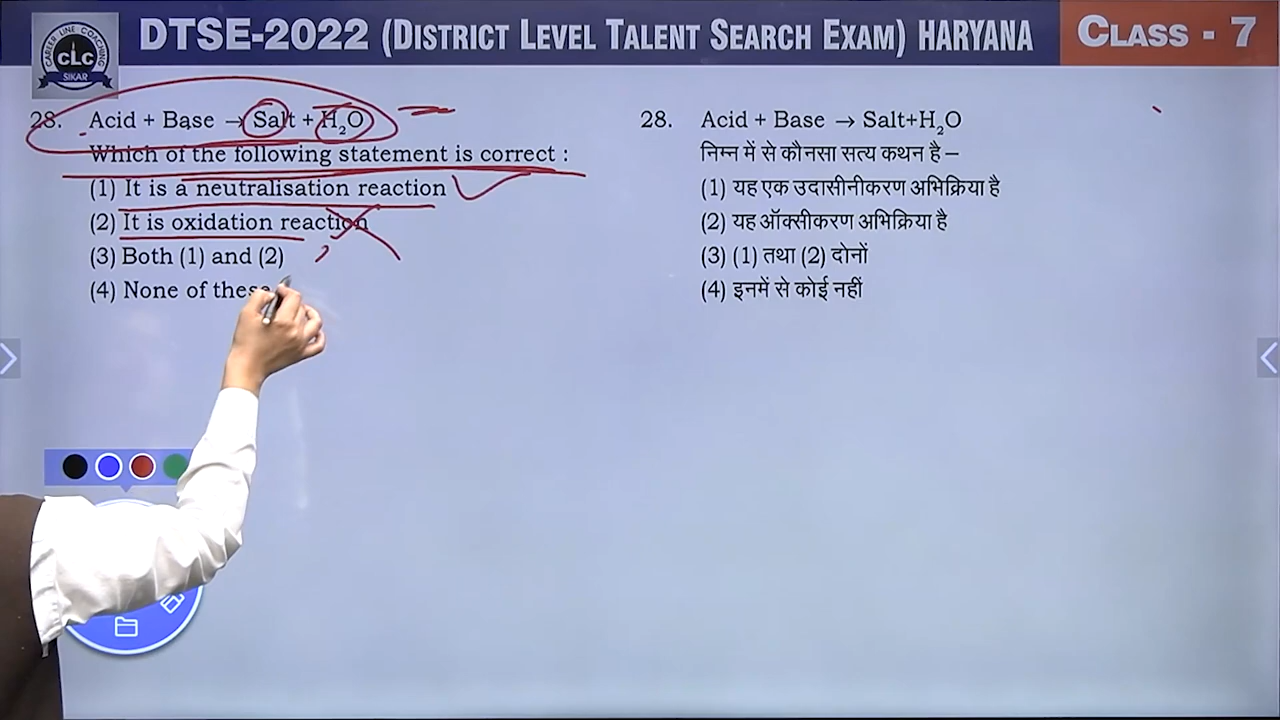 DTSE-2022 (DISTRICT LEVEL TALENT SEARCH EXAM) HARYANA
CLASS - 7
CAREER LINE COACHING
CLC
SIKAR
28. Acid + Base → Salt + H₂O
Which of the following statement is correct :
(1) It is a neutralisation reaction
(2) It is oxidation reaction
(3) Both (1) and (2)
(4) None of these
28. Acid + Base → Salt+H₂O
निम्न में से कौनसा सत्य कथन है –
(1) यह एक उदासीनीकरण अभिक्रिया है
(2) यह ऑक्सीकरण अभिक्रिया है
(3) (1) तथा (2) दोनों
(4) इनमें से कोई नहीं